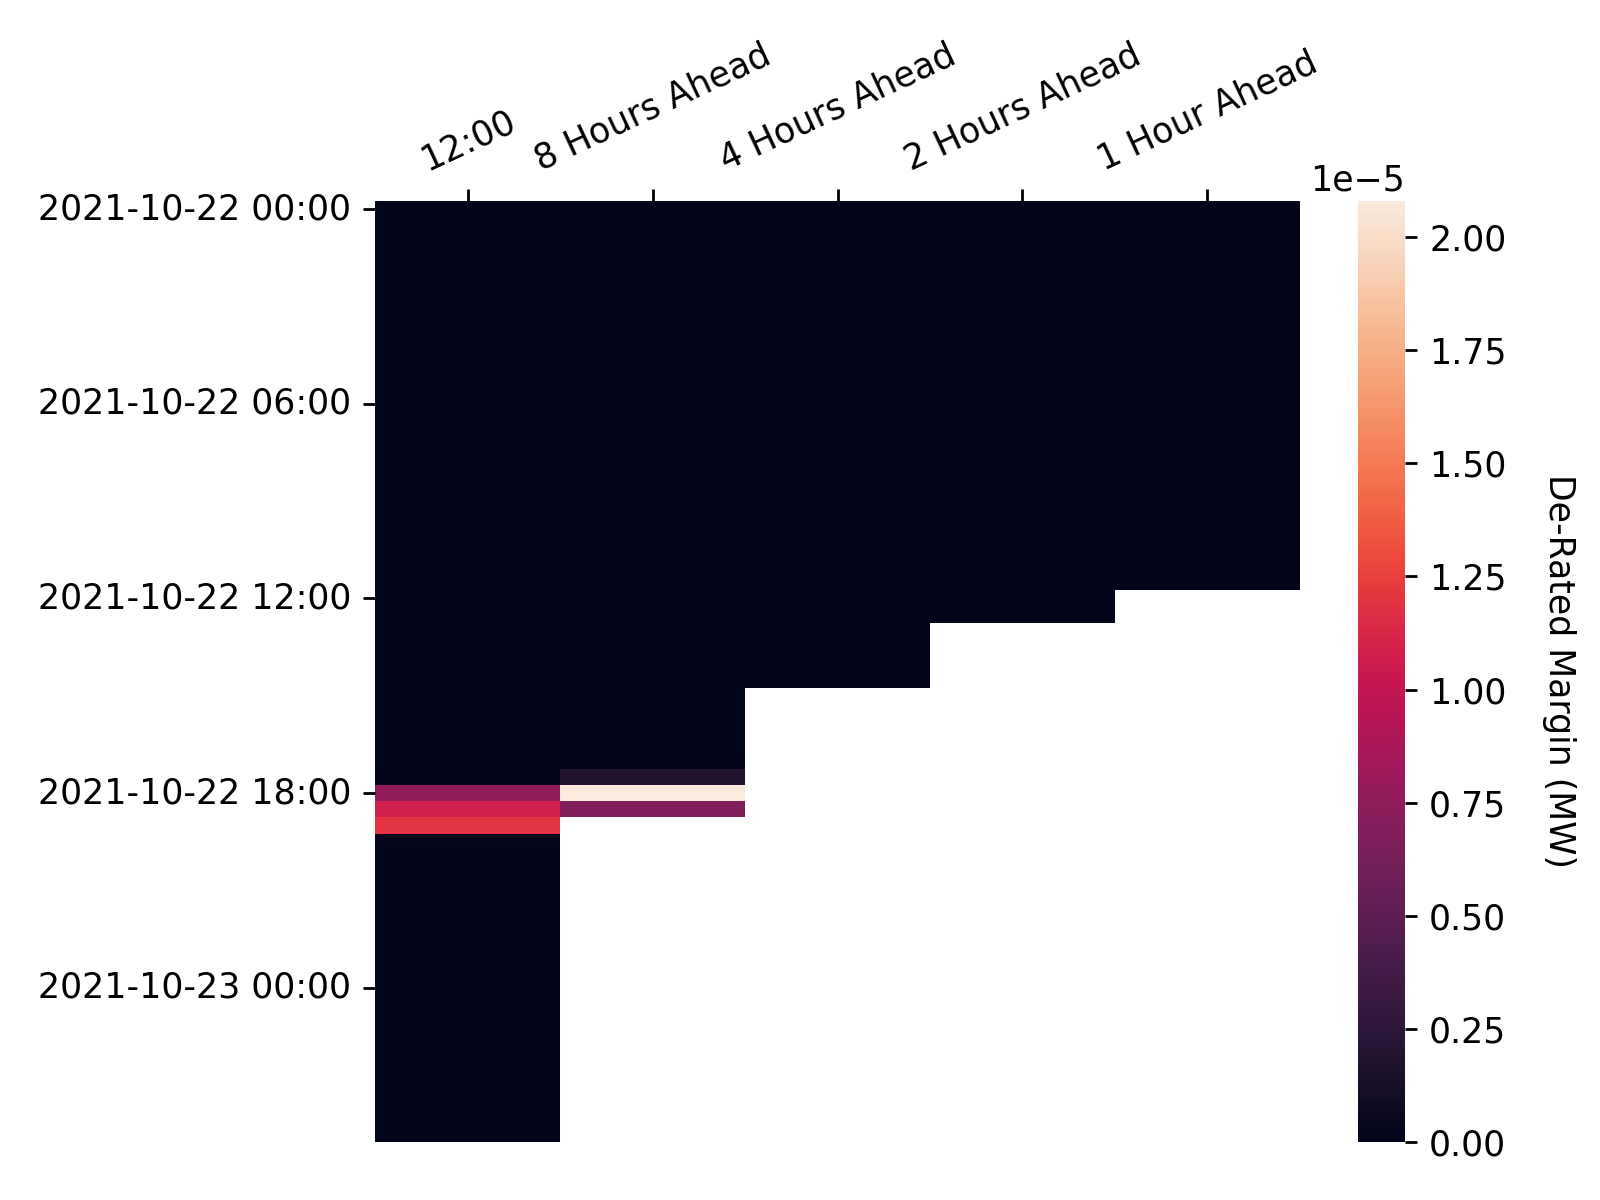 12:00
8 Hours Ahead
4 Hours Ahead
2 Hours Ahead
1 Hour Ahead
1e−5
2021-10-22 00:00
2021-10-22 06:00
2021-10-22 12:00
2021-10-22 18:00
2021-10-23 00:00
2.00
1.75
1.50
1.25
1.00
0.75
0.50
0.25
0.00
De-Rated Margin (MW)